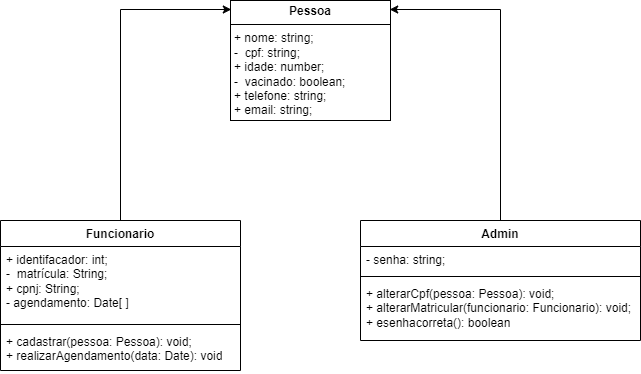 Pessoa
+ nome: string;
- cpf: string;
+ idade: number;
- vacinado: boolean;
+ telefone: string;
+ email: string;
Funcionario
+ identifacador: int;
- matrícula: String;
+ cpnj: String;
- agendamento: Date[ ]
+ cadastrar(pessoa: Pessoa): void;
+ realizarAgendamento(data: Date): void
Admin
- senha: string;
+ alterarCpf(pessoa: Pessoa): void;
+ alterarMatricular(funcionario: Funcionario): void;
+ esenhacorreta(): boolean